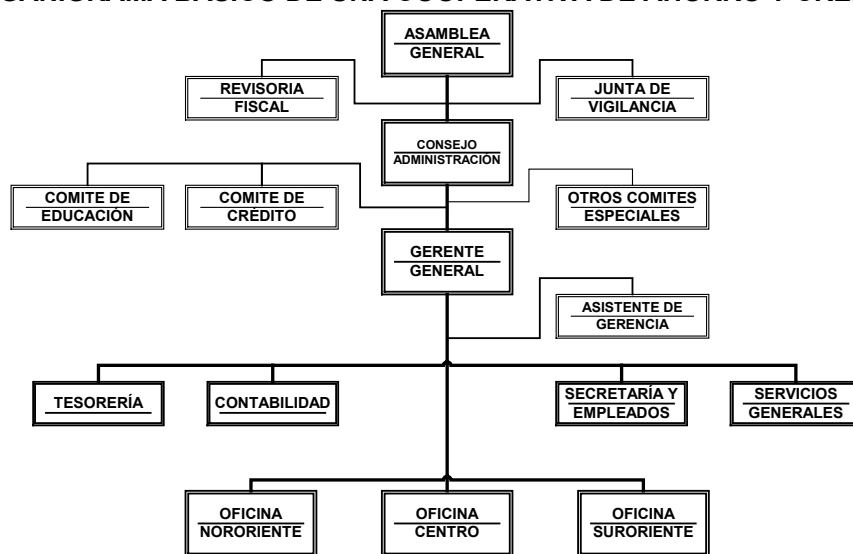 ASAMBLEA
GENERAL
REVISORIA
FISCAL
JUNTA DE
VIGILANCIA
CONSEJO
ADMINISTRACIÓN
COMITE DE
EDUCACIÓN
COMITE DE
CRÉDITO
OTROS COMITES
ESPECIALES
GERENTE
GENERAL
ASISTENTE DE
GERENCIA
TESORERÍA
CONTABILIDAD
SECRETARÍA Y
EMPLEADOS
SERVICIOS
GENERALES
OFICINA
NORORIENTE
OFICINA
CENTRO
OFICINA
SURORIENTE